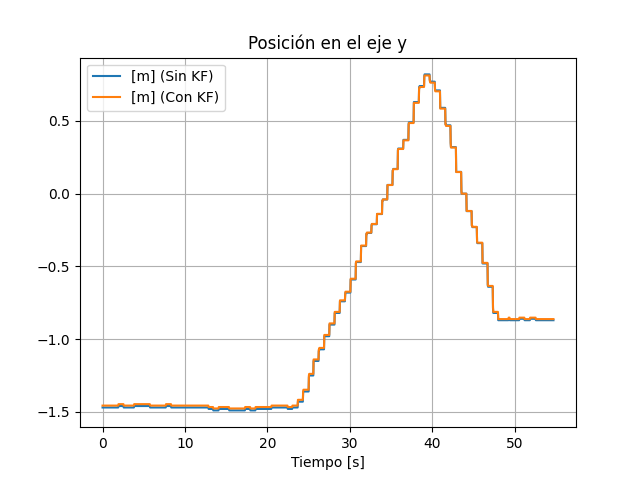 Posición en el eje y
[m] (Sin KF)
[m] (Con KF)
0.5
0.0
−0.5
−1.0
−1.5
0 10 20 30 40 50
Tiempo [s]